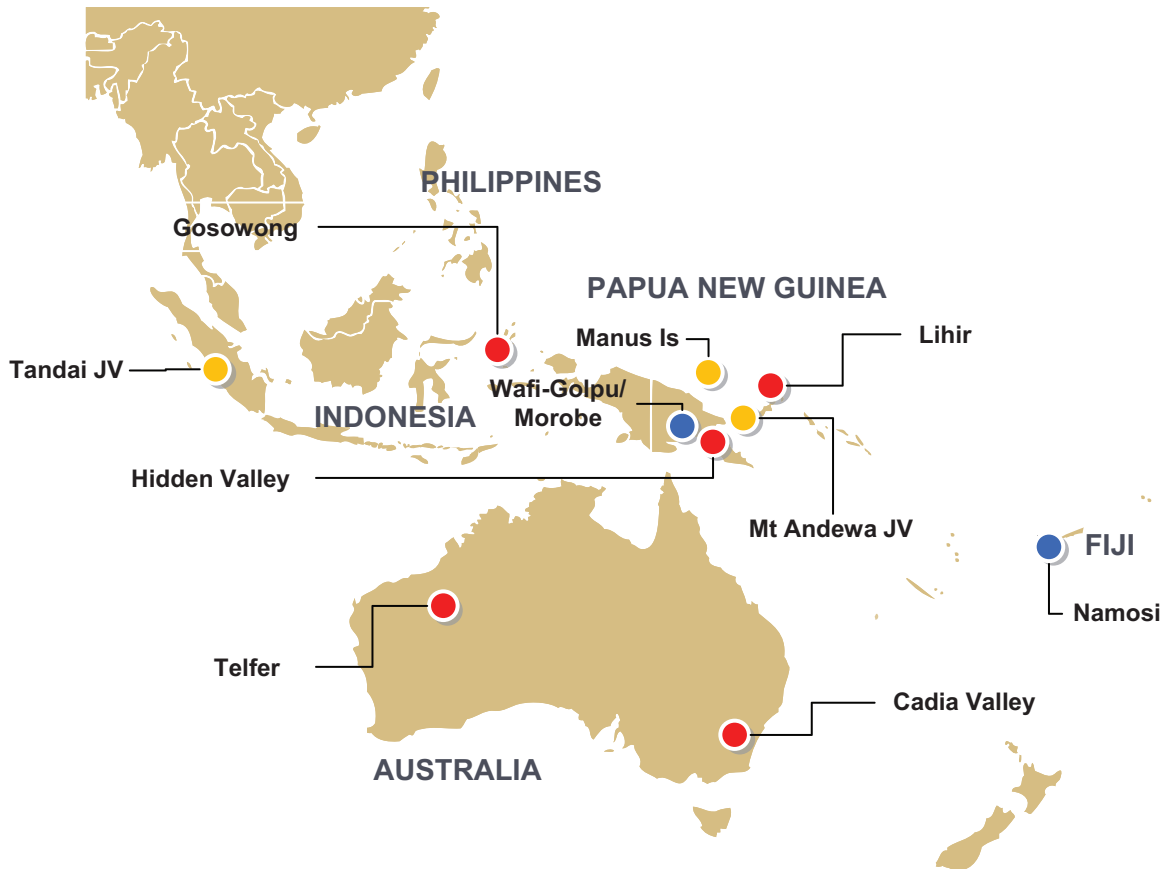 PHILIPPINES
Gosowong
PAPUA NEW GUINEA
Manus Is
Lihir
Tandai JV
Wafi-Golpu/
Morobe
INDONESIA
Hidden Valley
Mt Andewa JV
FIJI
Namosi
Telfer
Cadia Valley
AUSTRALIA